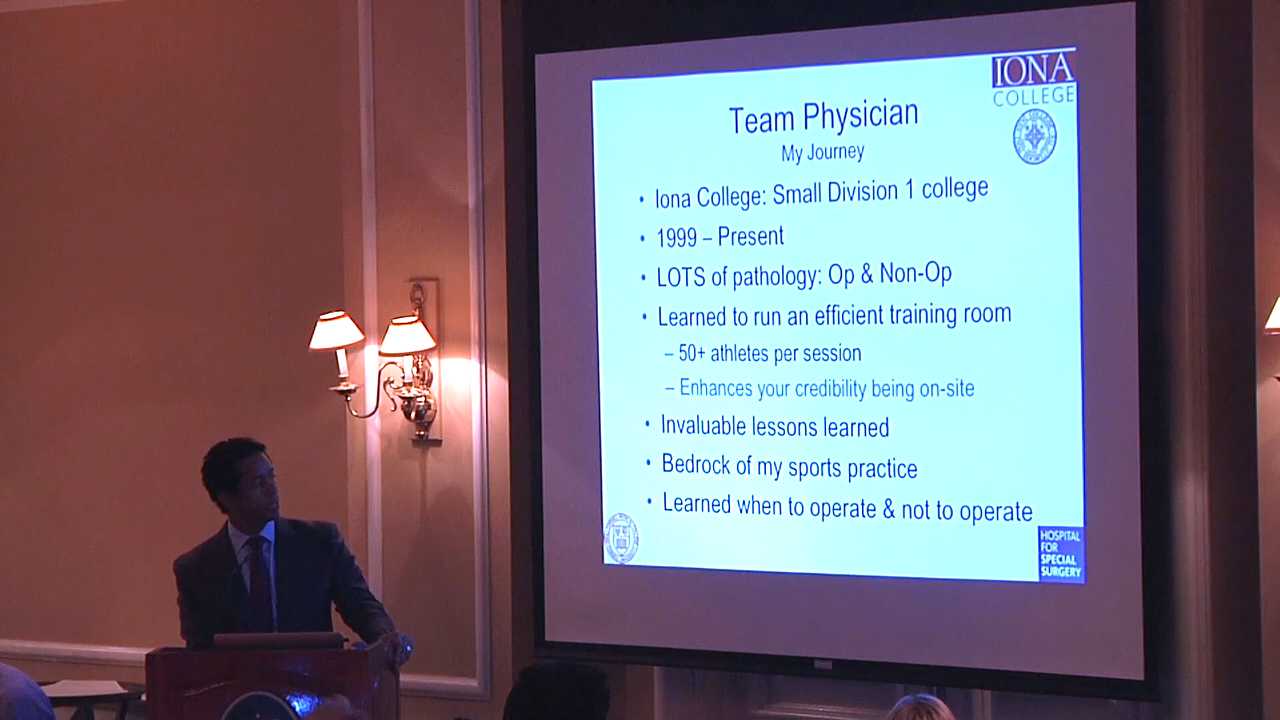 IONA
COLLEGE
Team Physician
My Journey
• Iona College: Small Division 1 college
• 1999 – Present
• LOTS of pathology: Op & Non-Op
• Learned to run an efficient training room
– 50+ athletes per session
– Enhances your credibility being on-site
• Invaluable lessons learned
• Bedrock of my sports practice
• Learned when to operate & not to operate
HOSPITAL
FOR
SPECIAL
SURGERY